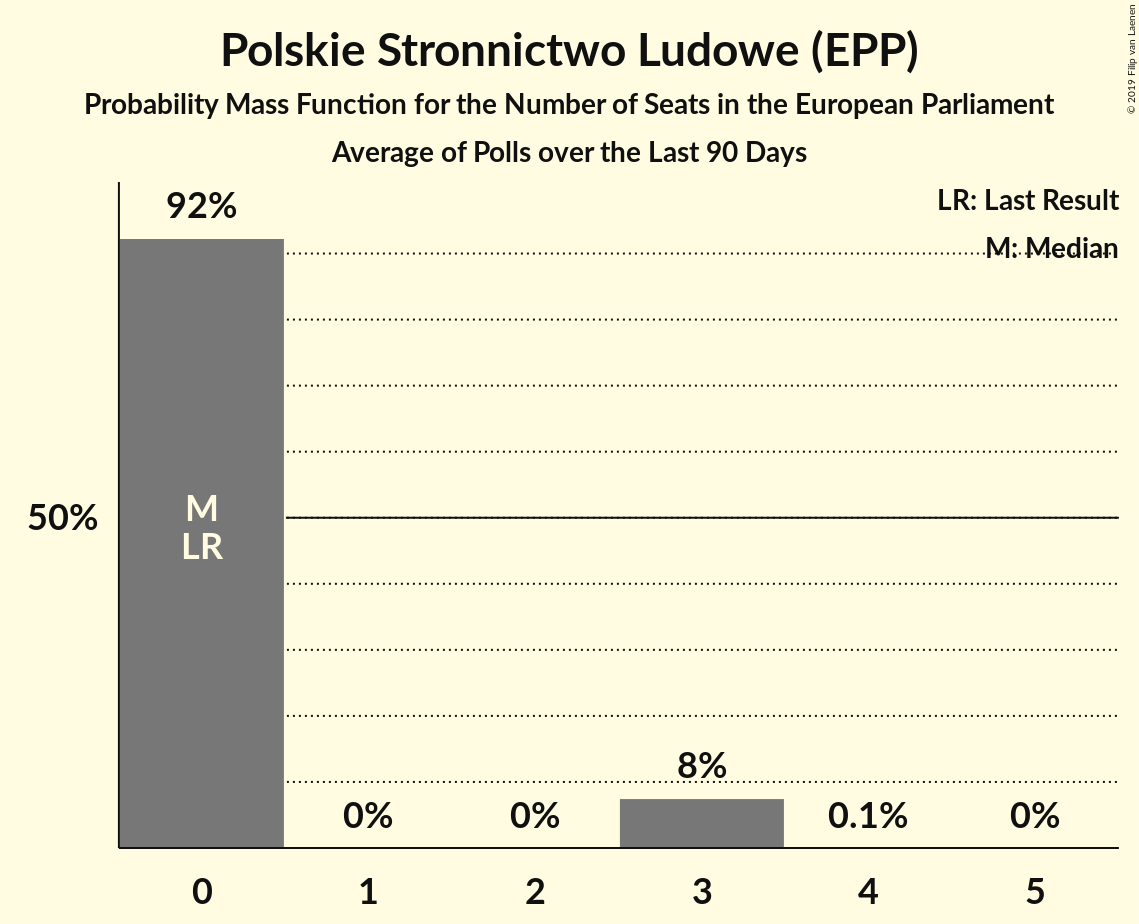 Polskie Stronnictwo Ludowe (EPP)
Probability Mass Function for the Number of Seats in the European Parliament
Average of Polls over the Last 90 Days
© 2019 Filip van Laenen
LR: Last Result
M: Median
92%
50%
M
LR
8%
0%
0%
0.1%
0%
0
1
2
3
4
5